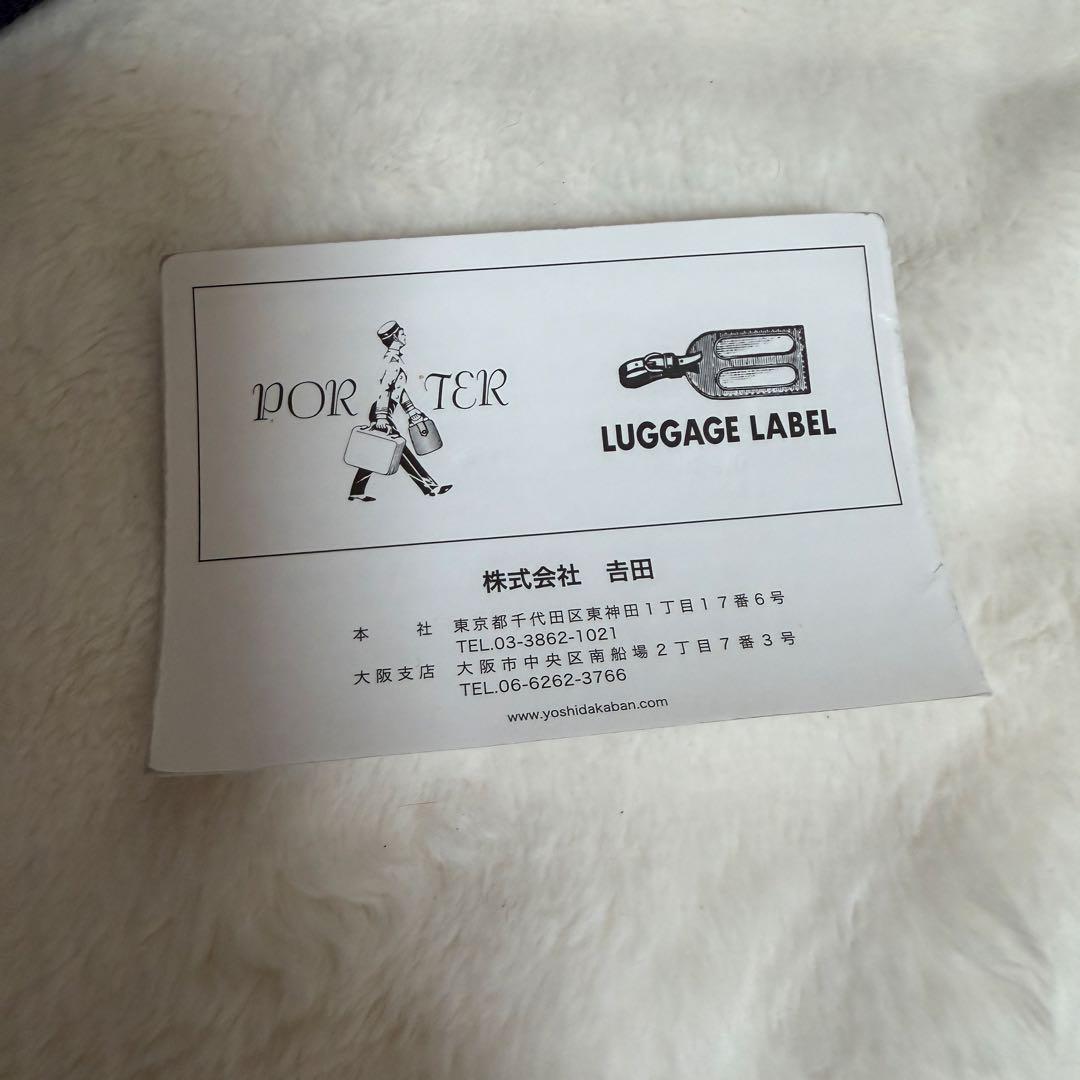 PORTER
LUGGAGE LABEL
株式会社 𠮷田
本 社 東京都千代田区東神田1丁目17番6号
TEL.03-3862-1021
大阪支店 大阪市中央区南船場2丁目7番3号
TEL.06-6262-3766
www.yoshidakaban.com